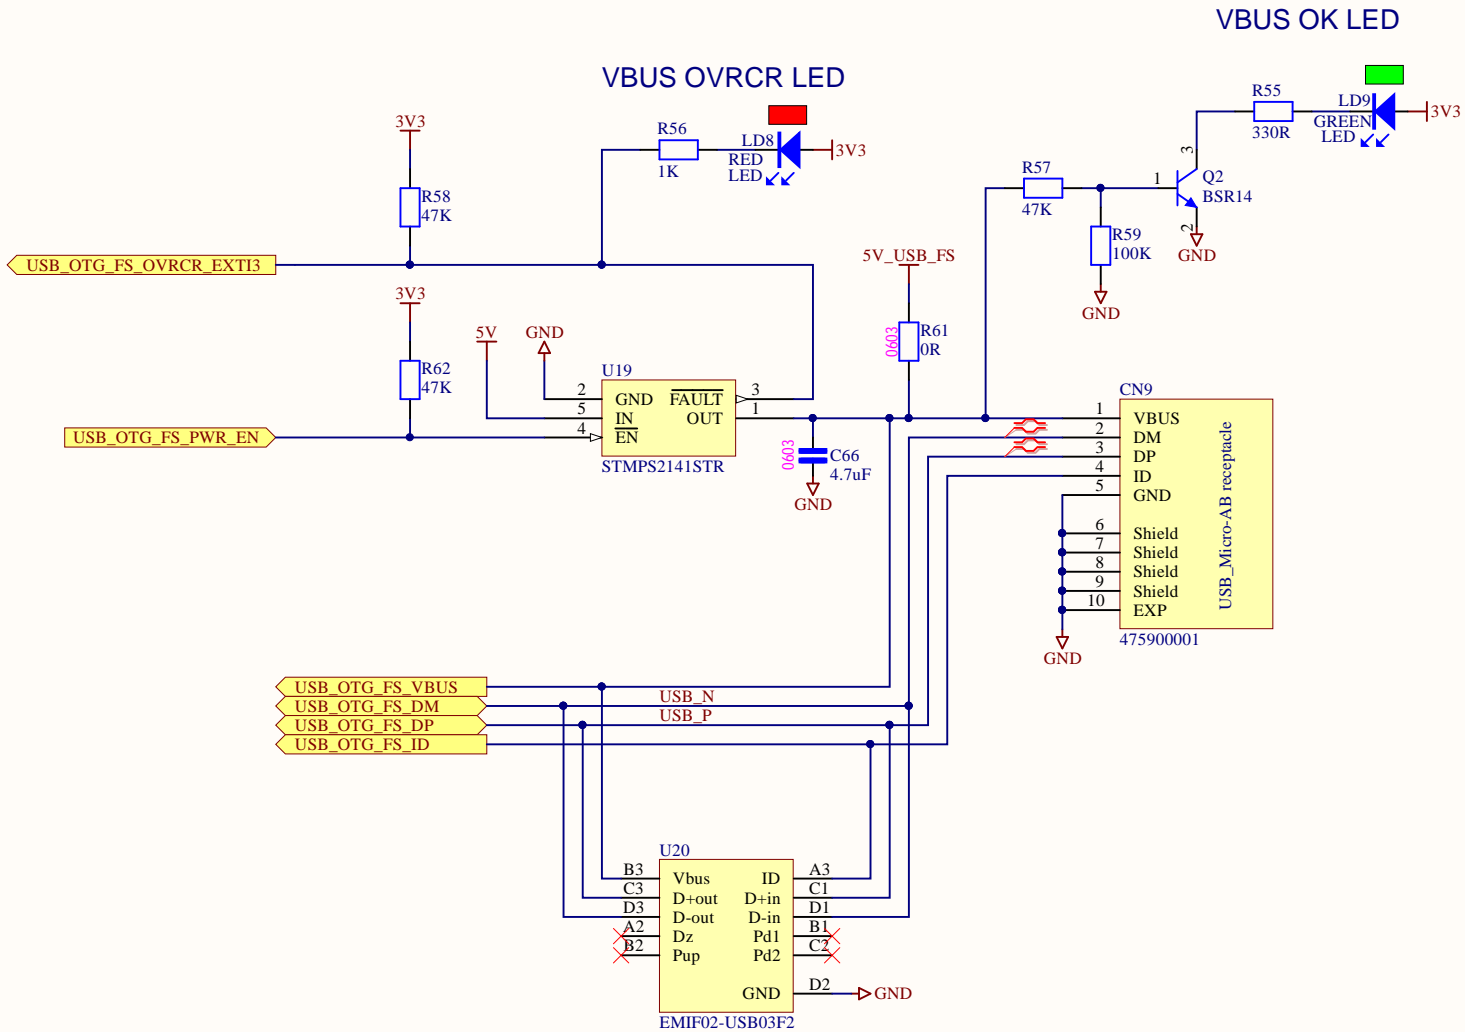 VBUS OK LED
VBUS OVRCR LED
R55
330R
LD9
GREEN
LED
3V3
3V3
R56
1K
LD8
RED
LED
3V3
R58
47K
R57
47K
1
3
2
Q2
BSR14
GND
R59
100K
GND
USB_OTG_FS_OVRCR_EXTI3
5V_USB_FS
3V3
R62
47K
5V
GND
0603
R61
0R
U19
2
5
4
GND
IN
EN
FAULT
OUT
3
1
STMPS2141STR
USB_OTG_FS_PWR_EN
0603
C66
4.7uF
GND
CN9
1
VBUS
2
DM
3
DP
4
ID
5
GND
6
Shield
7
Shield
8
Shield
9
Shield
10
EXP
USB_Micro-AB receptacle
475900001
GND
USB_OTG_FS_VBUS
USB_OTG_FS_DM
USB_OTG_FS_DP
USB_OTG_FS_ID
USB_N
USB_P
U20
B3
Vbus
ID
A3
C3
D+out
D+in
C1
D3
D-out
D-in
D1
A2
Dz
Pd1
B1
B2
Pup
Pd2
C2
GND
D2
GND
EMIF02-USB03F2